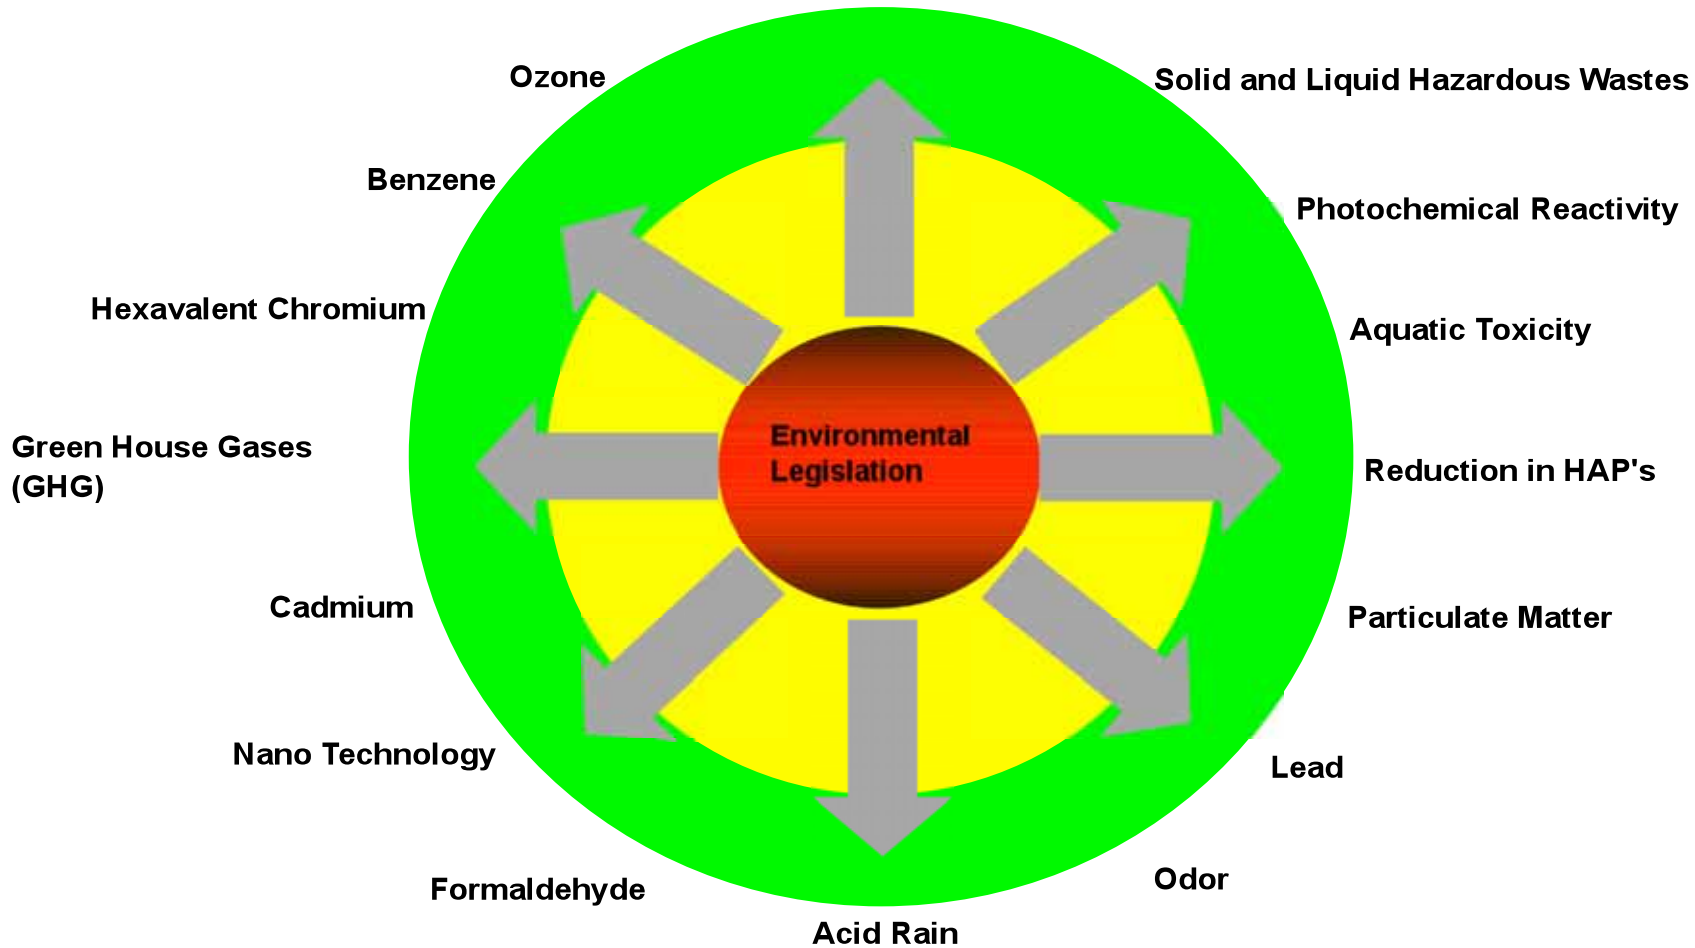 Ozone
Solid and Liquid Hazardous Wastes
Benzene
Photochemical Reactivity
Hexavalent Chromium
Aquatic Toxicity
Environmental
Legislation
Green House Gases
(GHG)
Reduction in HAP's
Cadmium
Particulate Matter
Nano Technology
Lead
Formaldehyde
Odor
Acid Rain